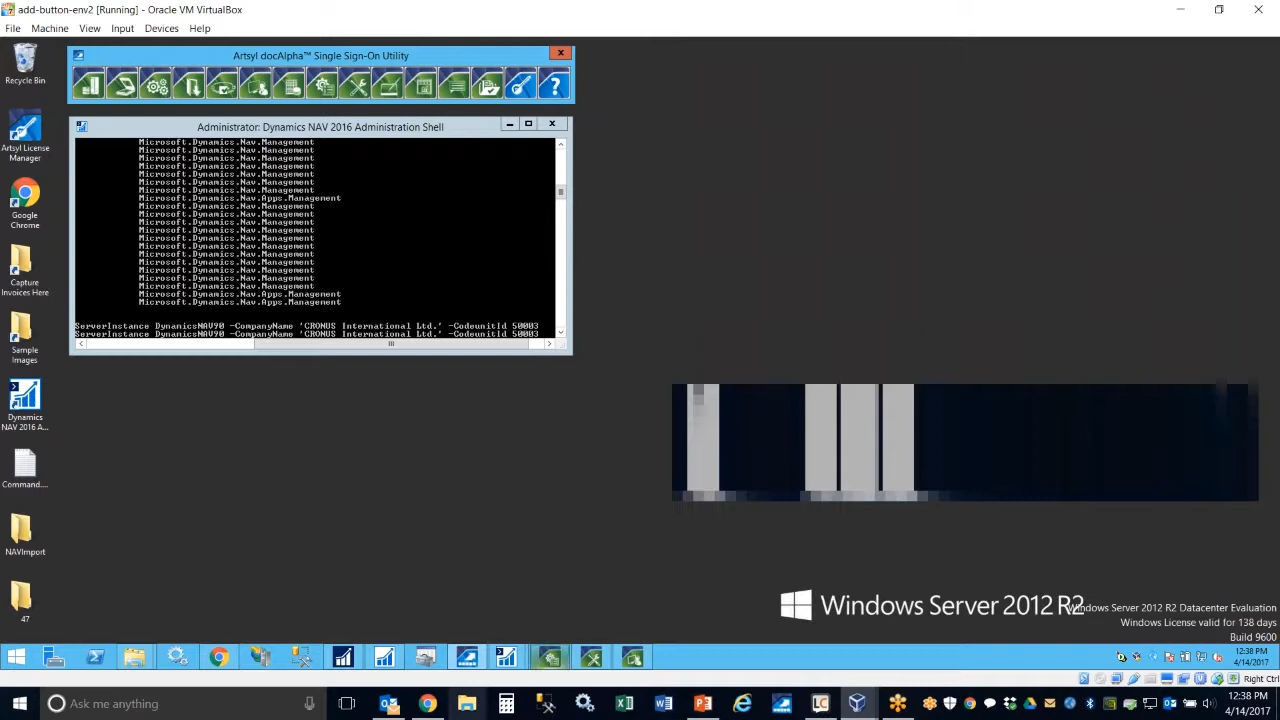 add-button-env2 [Running] - Oracle VM VirtualBox
File Machine View Input Devices Help
Artsyl docAlpha™ Single Sign-On Utility
Recycle Bin
Artsyl License
Manager
Google
Chrome
Capture
Invoices Here
Sample
Images
Dynamics
NAV 2016 A...
Command....
NAVImport
47
Administrator: Dynamics NAV 2016 Administration Shell
Microsoft.Dynamics.Nav.Management
Microsoft.Dynamics.Nav.Management
Microsoft.Dynamics.Nav.Management
Microsoft.Dynamics.Nav.Management
Microsoft.Dynamics.Nav.Management
Microsoft.Dynamics.Nav.Management
Microsoft.Dynamics.Nav.Management
Microsoft.Dynamics.Nav.Apps.Management
Microsoft.Dynamics.Nav.Management
Microsoft.Dynamics.Nav.Management
Microsoft.Dynamics.Nav.Management
Microsoft.Dynamics.Nav.Management
Microsoft.Dynamics.Nav.Management
Microsoft.Dynamics.Nav.Management
Microsoft.Dynamics.Nav.Management
Microsoft.Dynamics.Nav.Management
Microsoft.Dynamics.Nav.Management
Microsoft.Dynamics.Nav.Management
Microsoft.Dynamics.Nav.Management
Microsoft.Dynamics.Nav.Apps.Management
Microsoft.Dynamics.Nav.Apps.Management
ServerInstance DynamicsNAV90 -CompanyName 'CRONUS International Ltd.' -CodeunitId 50003
ServerInstance DynamicsNAV90 -CompanyName 'CRONUS International Ltd.' -CodeunitId 50003
Windows Server 2012 R2
Windows Server 2012 R2 Datacenter Evaluation
Windows License valid for 138 days
Build 9600
12:38 PM
4/14/2017
Right Ctrl
Ask me anything
12:38 PM
4/14/2017